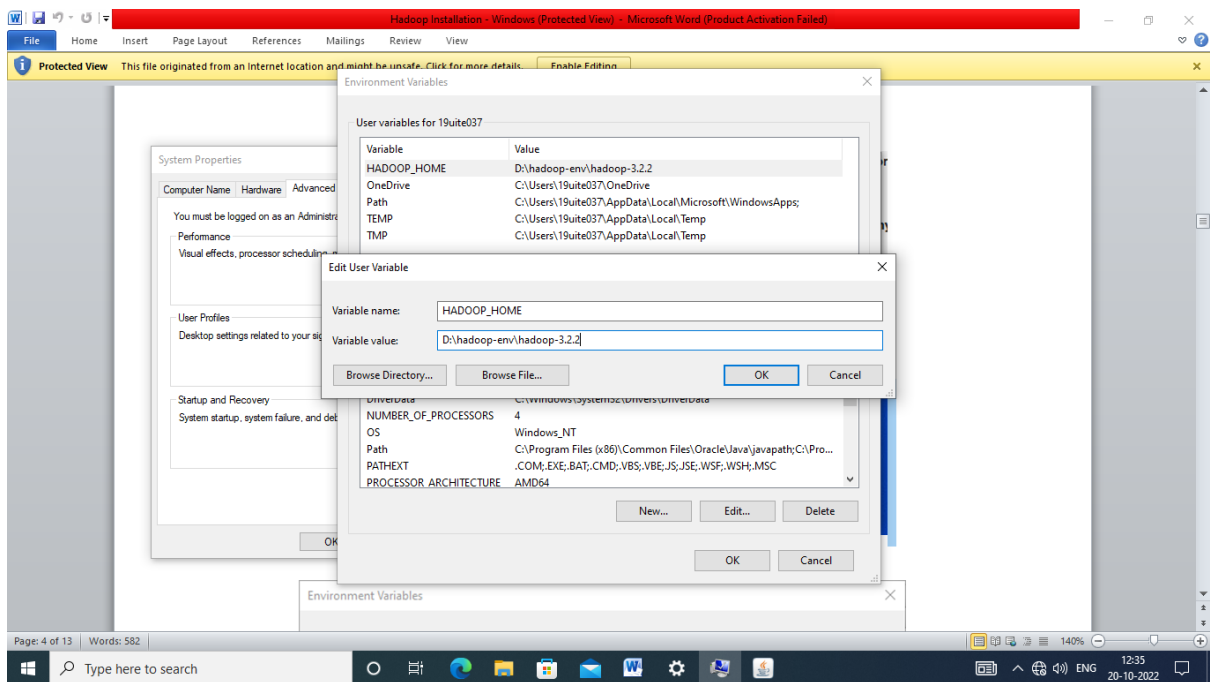 Hadoop Installation - Windows (Protected View) - Microsoft Word (Product Activation Failed)
File Home Insert Page Layout References Mailings Review View
Protected View This file originated from an Internet location and might be unsafe. Click for more details. Enable Editing
Environment Variables
User variables for 19uite037
Variable Value
HADOOP_HOME D:\hadoop-env\hadoop-3.2.2
OneDrive C:\Users\19uite037\OneDrive
Path C:\Users\19uite037\AppData\Local\Microsoft\WindowsApps;
TEMP C:\Users\19uite037\AppData\Local\Temp
TMP C:\Users\19uite037\AppData\Local\Temp
System Properties
Computer Name Hardware Advanced
You must be logged on as an Administra
Performance
Visual effects, processor scheduling,
User Profiles
Desktop settings related to your sig
Startup and Recovery
System startup, system failure, and deb
OK
Edit User Variable
Variable name: HADOOP_HOME
Variable value: D:\hadoop-env\hadoop-3.2.2
Browse Directory... Browse File... OK Cancel
DriverData C:\Windows\System32\Drivers\DriverData
NUMBER_OF_PROCESSORS 4
OS Windows_NT
Path C:\Program Files (x86)\Common Files\Oracle\Java\javapath;C:\Pro...
PATHEXT .COM;.EXE;.BAT;.CMD;.VBS;.VBE;.JS;.JSE;.WSF;.WSH;.MSC
PROCESSOR_ARCHITECTURE AMD64
New... Edit... Delete
OK Cancel
Environment Variables
Page: 4 of 13 Words: 582 140%
Type here to search ENG 12:35
20-10-2022